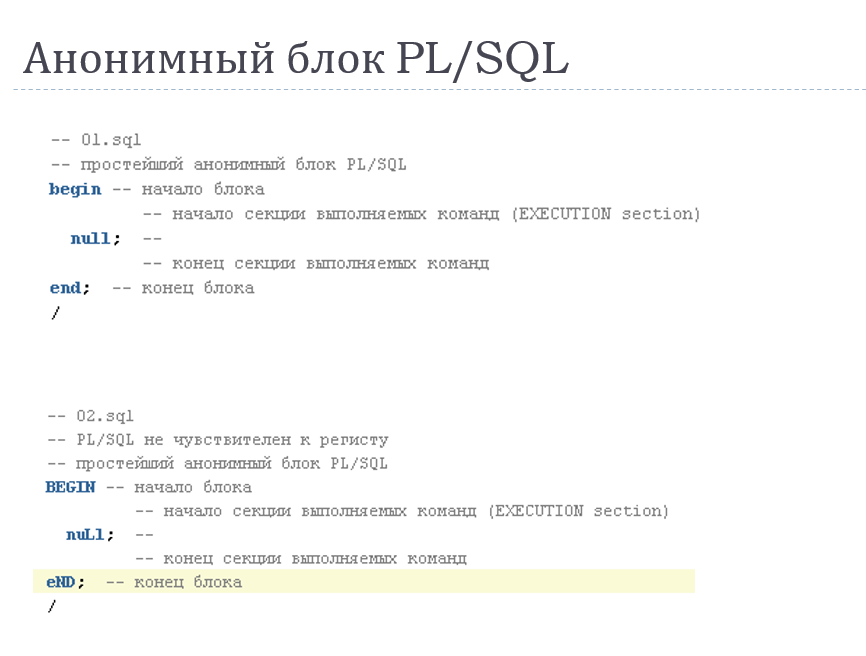 Анонимный блок PL/SQL
-- 01.sql
-- простейший анонимный блок PL/SQL
begin -- начало блока
-- начало секции выполняемых команд (EXECUTION section)
null; --
-- конец секции выполняемых команд
end; -- конец блока
/
-- 02.sql
-- PL/SQL не чувствителен к регисту
-- простейший анонимный блок PL/SQL
BEGIN -- начало блока
-- начало секции выполняемых команд (EXECUTION section)
nuLl; --
-- конец секции выполняемых команд
eND; -- конец блока
/